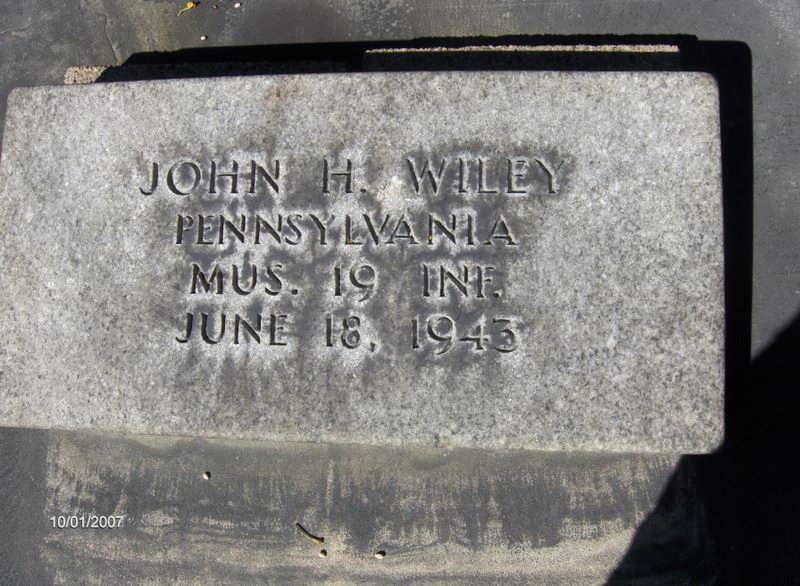 JOHN H. WILEY
PENNSYLVANIA
MUS. 19 INF.
JUNE 18, 1943
10/01/2007